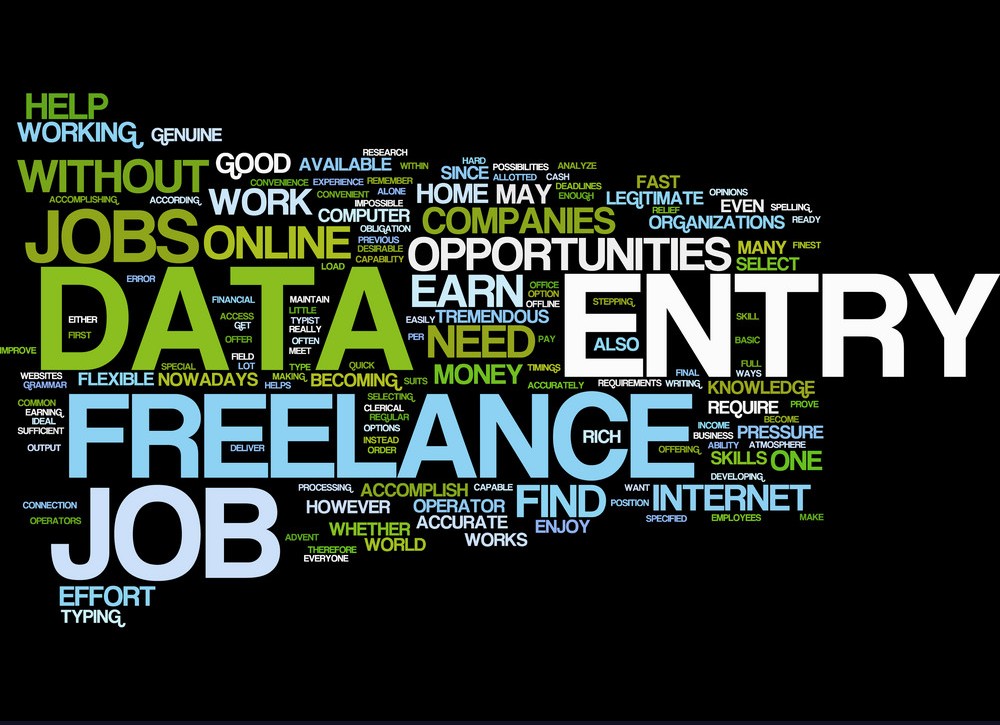 HELP
WORKING GENUINE
RESEARCH
WITHOUT GOOD AVAILABLE WITHIN HARD POSSIBILITIES ANALYZE
SINCE ALLOTTED CASH
CONVENIENCE EXPERIENCE REMEMBER FAST
ACCOMPLISHING ACCORDING WORK CONVENIENT ALONE HOME MAY DEADLINES ENOUGH LEGITIMATE OPINIONS
IMPOSSIBLE EVEN SPELLING
JOBS ONLINE COMPUTER COMPANIES RELIEF ORGANIZATIONS READY
OBLIGATION
PREVIOUS
DESIRABLE OPPORTUNITIES MANY FINEST
CAPABILITY
LOAD SELECT
DATA ENTRY
ERROR EARN OFFICE
OPTION
FINANCIAL MAINTAIN OFFLINE STEPPING
LITTLE
ACCESS TYPIST EASILY TREMENDOUS SKILL
EITHER GET REALLY
FIRST OFFER OFTEN PER NEED PAY ALSO BASIC
IMPROVE FIELD MEET
SPECIAL LOT TYPE QUICK TIMINGS FULL
WEBSITES FLEXIBLE NOWADAYS MAKING BECOMING SUITS MONEY FINAL WAYS
GRAMMAR HELPS ACCURATELY REQUIREMENTS WRITING KNOWLEDGE
FREELANCE
COMMON SELECTING REQUIRE PROVE
EARNING CLERICAL
IDEAL REGULAR BECOME
SUFFICIENT OPTIONS INCOME
RICH BUSINESS PRESSURE
OUTPUT DELIVER INSTEAD ABILITY ATMOSPHERE
ORDER OFFERING SKILLS ONE
DEVELOPING
JOB
PROCESSING ACCOMPLISH CAPABLE FIND WANT INTERNET
CONNECTION HOWEVER OPERATOR POSITION
OPERATORS WHETHER ACCURATE ENJOY SPECIFIED EMPLOYEES MAKE
ADVENT WORLD WORKS
THEREFORE
EVERYONE
EFFORT
TYPING